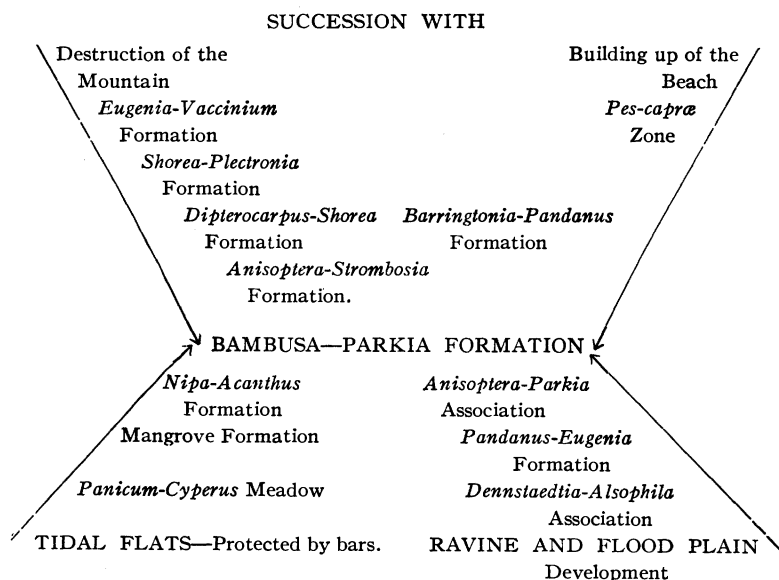 SUCCESSION WITH
Destruction of the
Mountain
Eugenia-Vaccinium
Formation
Shorea-Plectronia
Formation
Dipterocarpus-Shorea
Formation
Anisoptera-Strombosia
Formation.
Building up of the
Beach
Pes-capræ
Zone
Barringtonia-Pandanus
Formation
BAMBUSA—PARKIA FORMATION
Nipa-Acanthus
Formation
Mangrove Formation
Panicum-Cyperus Meadow
TIDAL FLATS—Protected by bars.
Anisoptera-Parkia
Association
Pandanus-Eugenia
Formation
Dennstaedtia-Alsophila
Association
RAVINE AND FLOOD PLAIN
Development